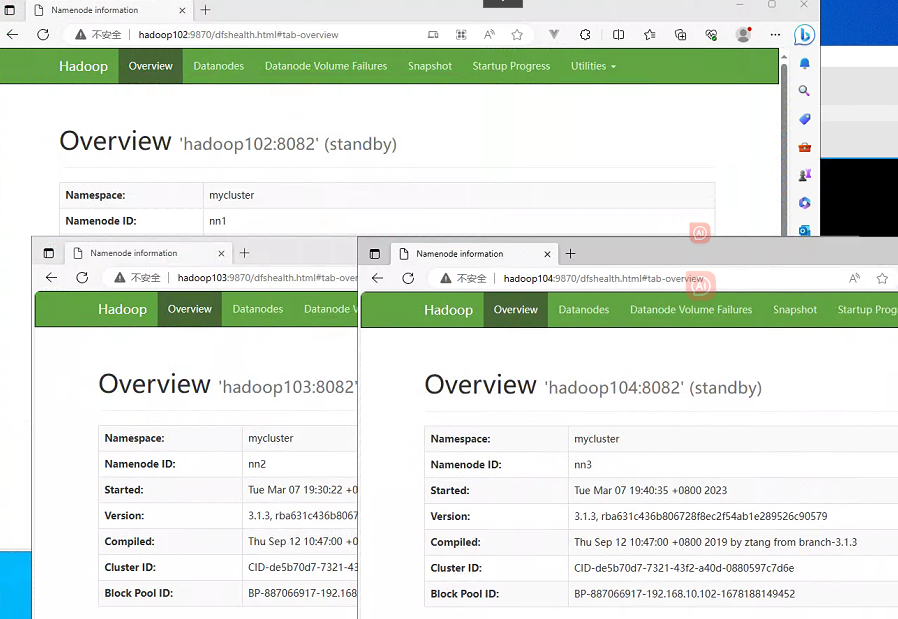 Namenode information
不安全 hadoop102:9870/dfshealth.html#tab-overview
Hadoop Overview Datanodes Datanode Volume Failures Snapshot Startup Progress Utilities
Overview 'hadoop102:8082' (standby)
Namespace: mycluster
Namenode ID: nn1
Namenode information
不安全 hadoop103:9870/dfshealth.html#tab-over
Hadoop Overview Datanodes Datanode V
Overview 'hadoop103:8082'
Namespace: mycluster
Namenode ID: nn2
Started: Tue Mar 07 19:30:22 +0
Version: 3.1.3, rba631c436b8067
Compiled: Thu Sep 12 10:47:00 +0
Cluster ID: CID-de5b70d7-7321-43
Block Pool ID: BP-887066917-192.168
Namenode information
不安全 hadoop104:9870/dfshealth.html#tab-overview
Hadoop Overview Datanodes Datanode Volume Failures Snapshot Startup Prog
Overview 'hadoop104:8082' (standby)
Namespace: mycluster
Namenode ID: nn3
Started: Tue Mar 07 19:40:35 +0800 2023
Version: 3.1.3, rba631c436b806728f8ec2f54ab1e289526c90579
Compiled: Thu Sep 12 10:47:00 +0800 2019 by ztang from branch-3.1.3
Cluster ID: CID-de5b70d7-7321-43f2-a40d-0880597c7d6e
Block Pool ID: BP-887066917-192.168.10.102-1678188149452